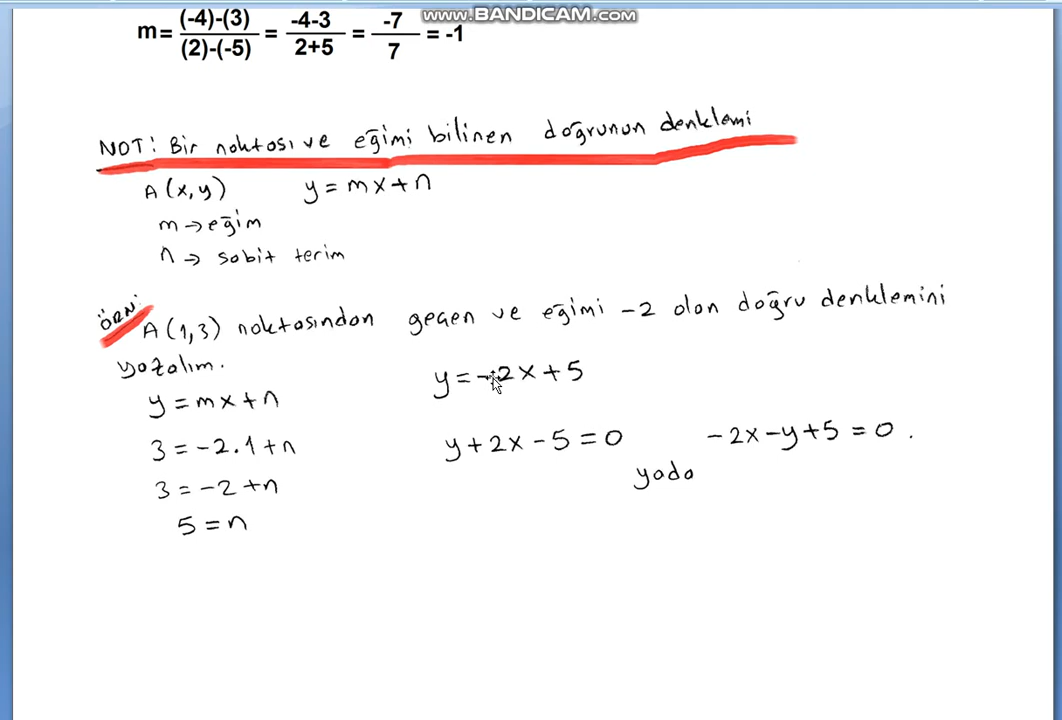 www.BANDICAM.com
m= (-4)-(3) / (2)-(-5) = -4-3 / 2+5 = -7 / 7 = -1
NOT: Bir noktası ve eğimi bilinen doğrunun denklemi
A(x,y) y = mx+n
m → eğim
n → sabit terim
ÖRN:
A(1,3) noktasından geçen ve eğimi -2 olan doğru denklemini
yazalım.
y = -2x+5
y = mx+n
3 = -2.1+n
y+2x-5=0 -2x-y+5=0.
yada
3 = -2+n
5 = n